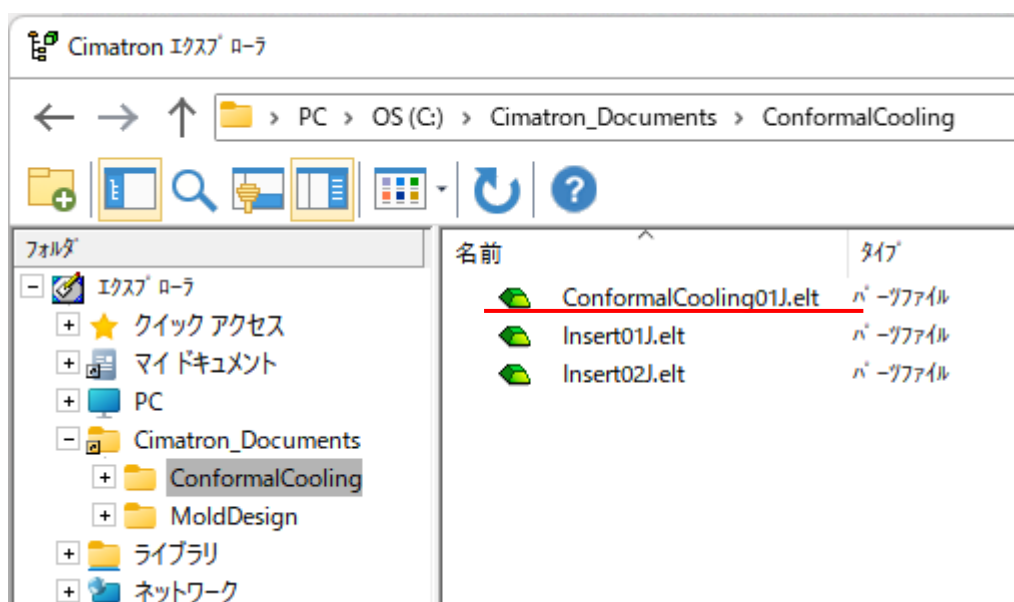 Cimatron ｴｸｽﾌﾟﾛｰﾗ
PC > OS (C:) > Cimatron_Documents > ConformalCooling
ﾌｫﾙﾀﾞ
名前 ﾀｲﾌﾟ
ｴｸｽﾌﾟﾛｰﾗ
クイック アクセス
マイ ドキュメント
PC
Cimatron_Documents
ConformalCooling
MoldDesign
ライブラリ
ネットワーク
ConformalCooling01J.elt ﾊﾟｰﾂﾌｧｲﾙ
Insert01J.elt ﾊﾟｰﾂﾌｧｲﾙ
Insert02J.elt ﾊﾟｰﾂﾌｧｲﾙ